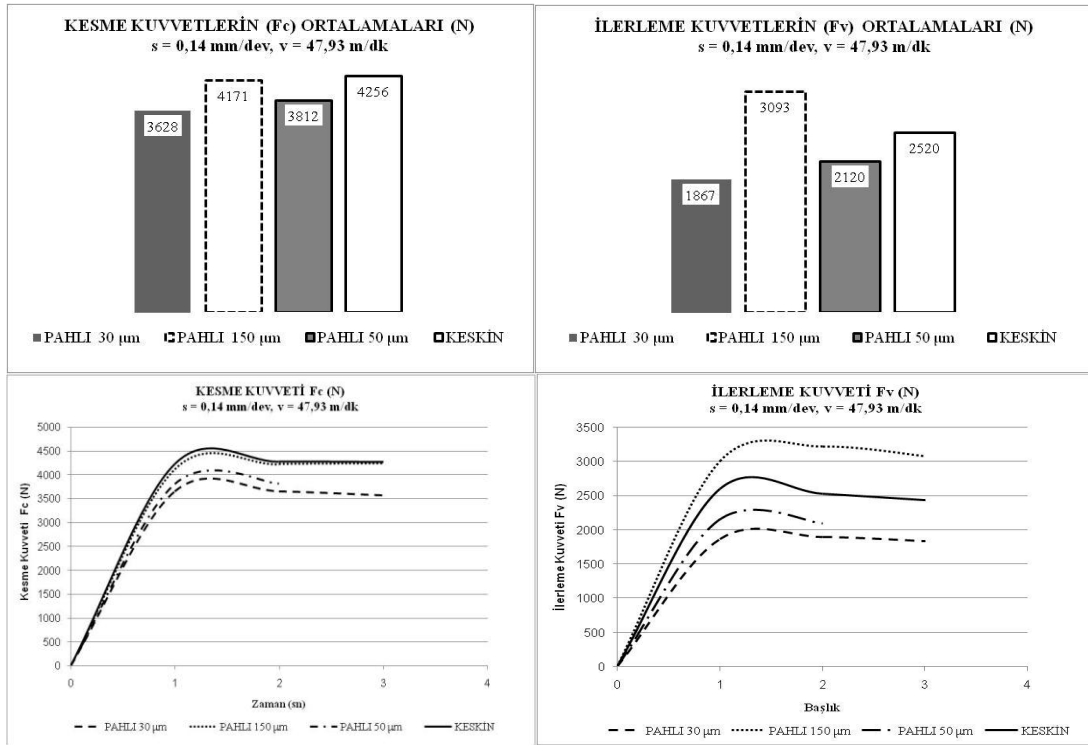 KESME KUVVETLERİN (Fc) ORTALAMALARI (N)
s = 0,14 mm/dev, v = 47,93 m/dk
3628
4171
3812
4256
PAHLI 30 µm
PAHLI 150 µm
PAHLI 50 µm
KESKİN
İLERLEME KUVVETLERİN (Fv) ORTALAMALARI (N)
s = 0,14 mm/dev, v = 47,93 m/dk
1867
3093
2120
2520
PAHLI 30 µm
PAHLI 150 µm
PAHLI 50 µm
KESKİN
KESME KUVVETİ Fc (N)
s = 0,14 mm/dev, v = 47,93 m/dk
Kesme Kuvveti Fc (N)
5000
4500
4000
3500
3000
2500
2000
1500
1000
500
0
0 1 2 3 4
Zaman (sn)
PAHLI 30 µm
PAHLI 150 µm
PAHLI 50 µm
KESKİN
İLERLEME KUVVETİ Fv (N)
s = 0,14 mm/dev, v = 47,93 m/dk
İlerleme Kuvveti Fv (N)
3500
3000
2500
2000
1500
1000
500
0
0 1 2 3 4
Başlık
PAHLI 30 µm
PAHLI 150 µm
PAHLI 50 µm
KESKİN